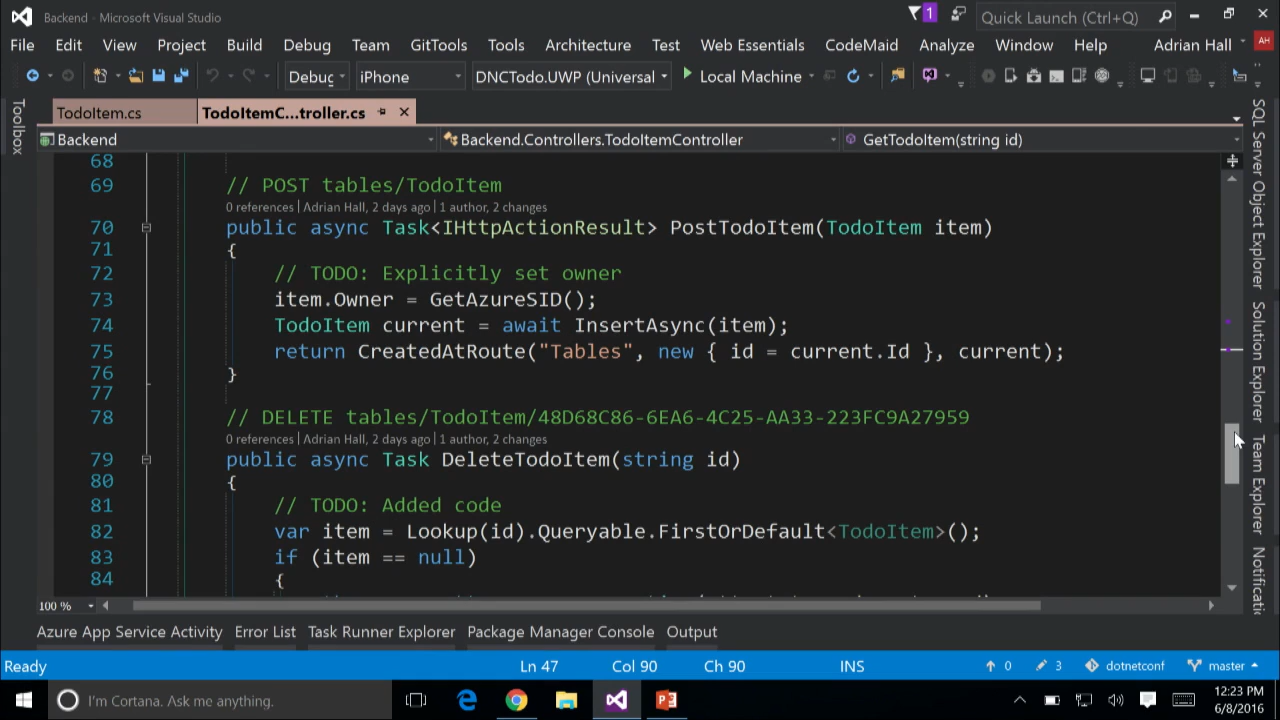 Backend - Microsoft Visual Studio
1
Quick Launch (Ctrl+Q)
File Edit View Project Build Debug Team GitTools Tools Architecture Test Web Essentials CodeMaid Analyze Window Help Adrian Hall AH
Debug iPhone DNCTodo.UWP (Universal Local Machine
Toolbox
TodoItem.cs TodoItemC...troller.cs
Backend Backend.Controllers.TodoItemController GetTodoItem(string id)
68
69 // POST tables/TodoItem
0 references | Adrian Hall, 2 days ago | 1 author, 2 changes
70 public async Task<IHttpActionResult> PostTodoItem(TodoItem item)
71 {
72 // TODO: Explicitly set owner
73 item.Owner = GetAzureSID();
74 TodoItem current = await InsertAsync(item);
75 return CreatedAtRoute("Tables", new { id = current.Id }, current);
76 }
77
78 // DELETE tables/TodoItem/48D68C86-6EA6-4C25-AA33-223FC9A27959
0 references | Adrian Hall, 2 days ago | 1 author, 2 changes
79 public async Task DeleteTodoItem(string id)
80 {
81 // TODO: Added code
82 var item = Lookup(id).Queryable.FirstOrDefault<TodoItem>();
83 if (item == null)
84 {
SQL Server Object Explorer
Solution Explorer
Team Explorer
100 %
Azure App Service Activity Error List Task Runner Explorer Package Manager Console Output
Ready Ln 47 Col 90 Ch 90 INS 0 3 dotnetconf master
I'm Cortana. Ask me anything.
12:23 PM
6/8/2016